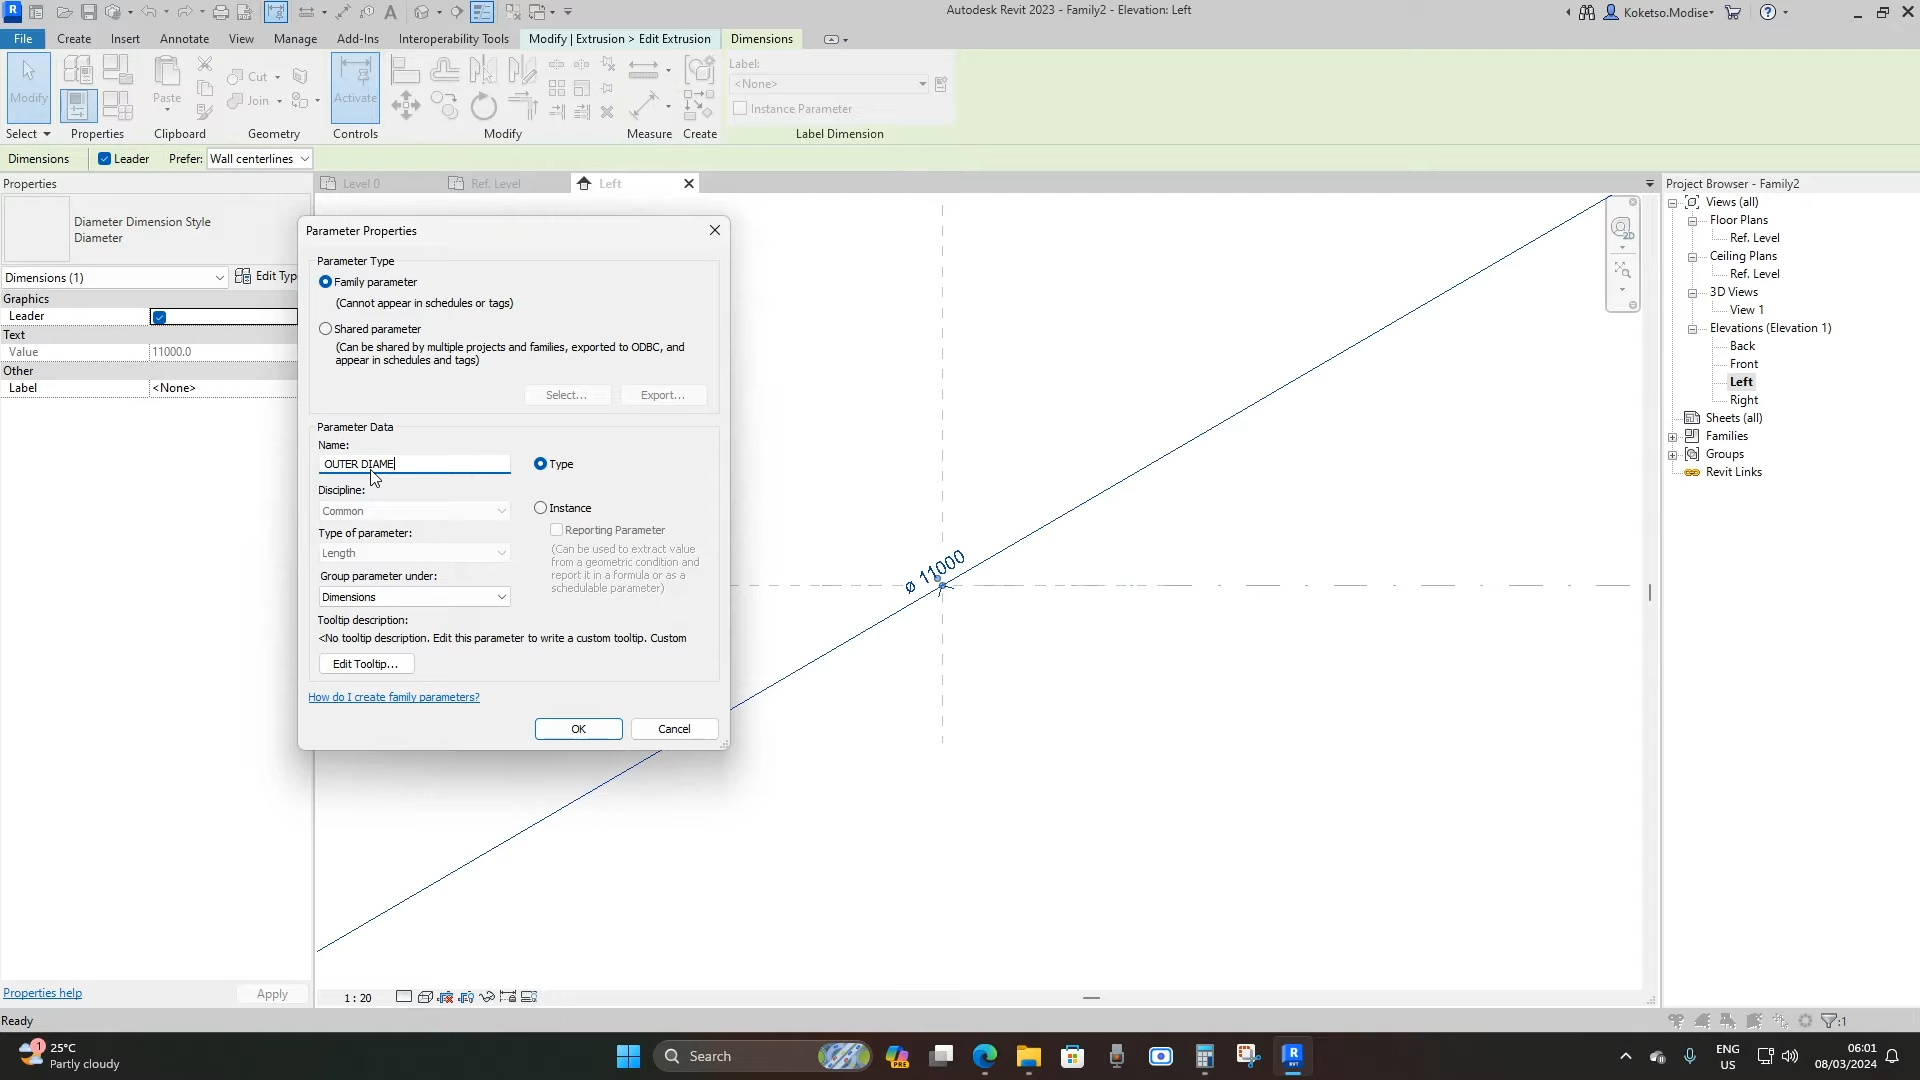 Autodesk Revit 2023 - Family2 - Elevation: Left
Koketso.Modise
File Create Insert Annotate View Manage Add-Ins Interoperability Tools Modify | Extrusion > Edit Extrusion Dimensions
Modify
Paste
Cut
Join
Activate
Label:
<None>
Instance Parameter
Select Properties Clipboard Geometry Controls Modify Measure Create Label Dimension
Dimensions Leader Prefer: Wall centerlines
Properties
Diameter Dimension Style
Diameter
Dimensions (1) Edit Typ
Graphics
Leader
Text
Value 11000.0
Other
Label <None>
Properties help Apply
Level 0 Ref. Level Left
Parameter Properties
Parameter Type
Family parameter
(Cannot appear in schedules or tags)
Shared parameter
(Can be shared by multiple projects and families, exported to ODBC, and
appear in schedules and tags)
Select... Export...
Parameter Data
Name:
OUTER DIAME
Type
Discipline:
Common
Instance
Reporting Parameter
(Can be used to extract value
from a geometric condition and
report it in a formula or as a
schedulable parameter)
Type of parameter:
Length
Group parameter under:
Dimensions
Tooltip description:
<No tooltip description. Edit this parameter to write a custom tooltip. Custom
Edit Tooltip...
How do I create family parameters?
OK Cancel
ø 11000
2D
Project Browser - Family2
Views (all)
Floor Plans
Ref. Level
Ceiling Plans
Ref. Level
3D Views
View 1
Elevations (Elevation 1)
Back
Front
Left
Right
Sheets (all)
Families
Groups
Revit Links
1 : 20
Ready
:1
1
25°C
Partly cloudy
Search
PRE
R
RVT
ENG
US
06:01
08/03/2024